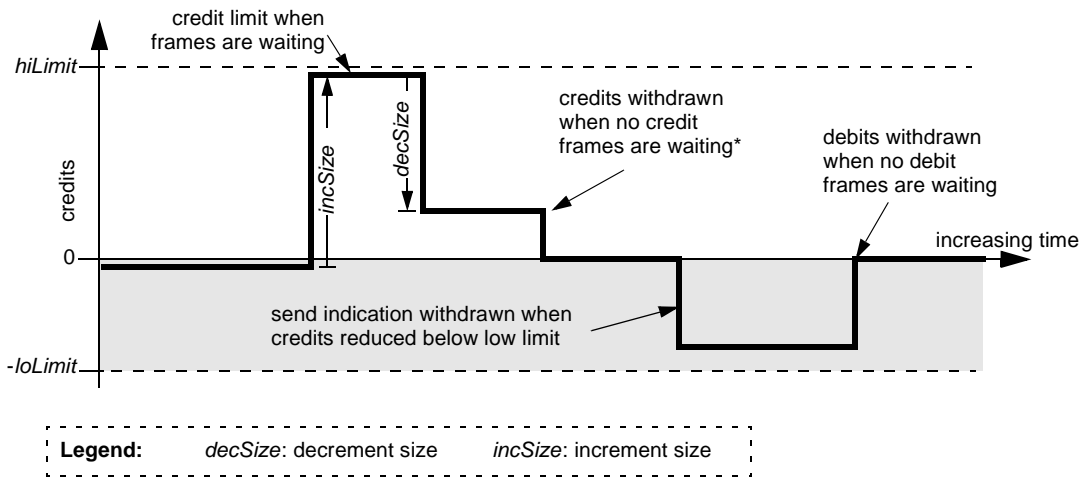 credit limit when
frames are waiting
hiLimit
credits
0
-loLimit
incSize
decSize
credits withdrawn
when no credit
frames are waiting*
debits withdrawn
when no debit
frames are waiting
increasing time
send indication withdrawn when
credits reduced below low limit
Legend: decSize: decrement size incSize: increment size